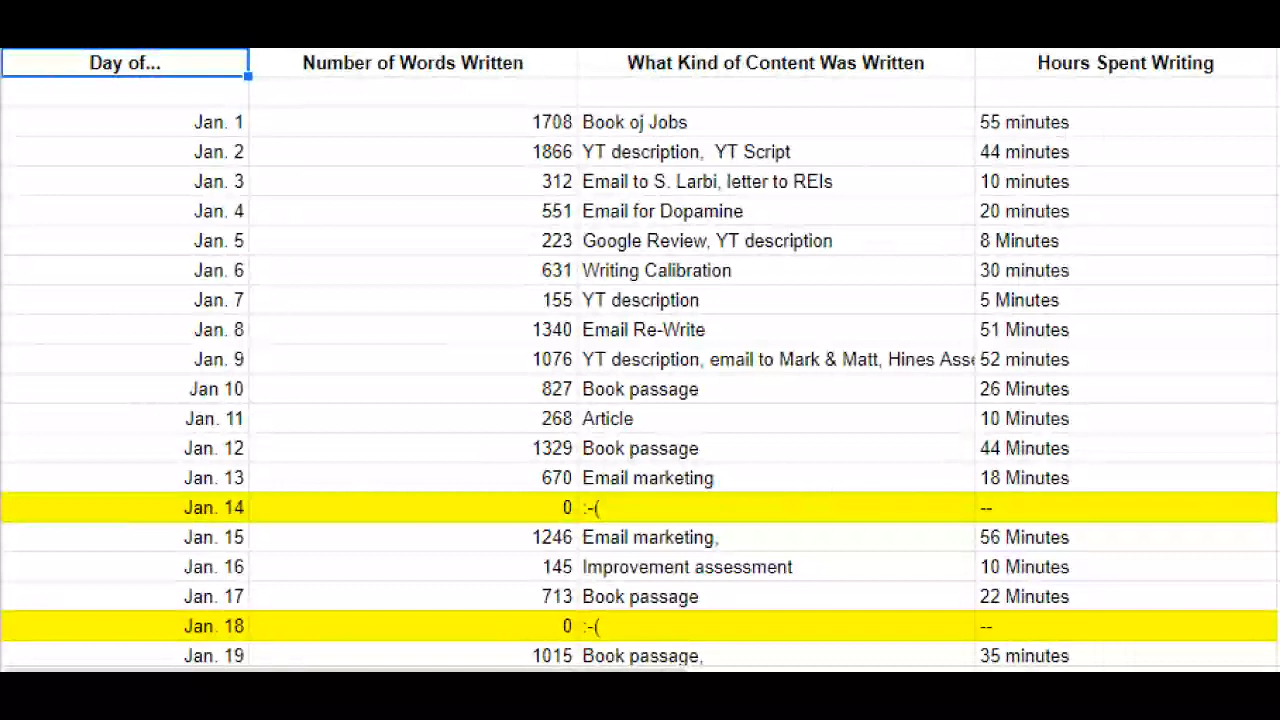 Day of... Number of Words Written What Kind of Content Was Written Hours Spent Writing
Jan. 1 1708 Book oj Jobs 55 minutes
Jan. 2 1866 YT description, YT Script 44 minutes
Jan. 3 312 Email to S. Larbi, letter to REIs 10 minutes
Jan. 4 551 Email for Dopamine 20 minutes
Jan. 5 223 Google Review, YT description 8 Minutes
Jan. 6 631 Writing Calibration 30 minutes
Jan. 7 155 YT description 5 Minutes
Jan. 8 1340 Email Re-Write 51 Minutes
Jan. 9 1076 YT description, email to Mark & Matt, Hines Asse 52 minutes
Jan 10 827 Book passage 26 Minutes
Jan. 11 268 Article 10 Minutes
Jan. 12 1329 Book passage 44 Minutes
Jan. 13 670 Email marketing 18 Minutes
Jan. 14 0 :-( --
Jan. 15 1246 Email marketing, 56 Minutes
Jan. 16 145 Improvement assessment 10 Minutes
Jan. 17 713 Book passage 22 Minutes
Jan. 18 0 :-( --
Jan. 19 1015 Book passage, 35 minutes